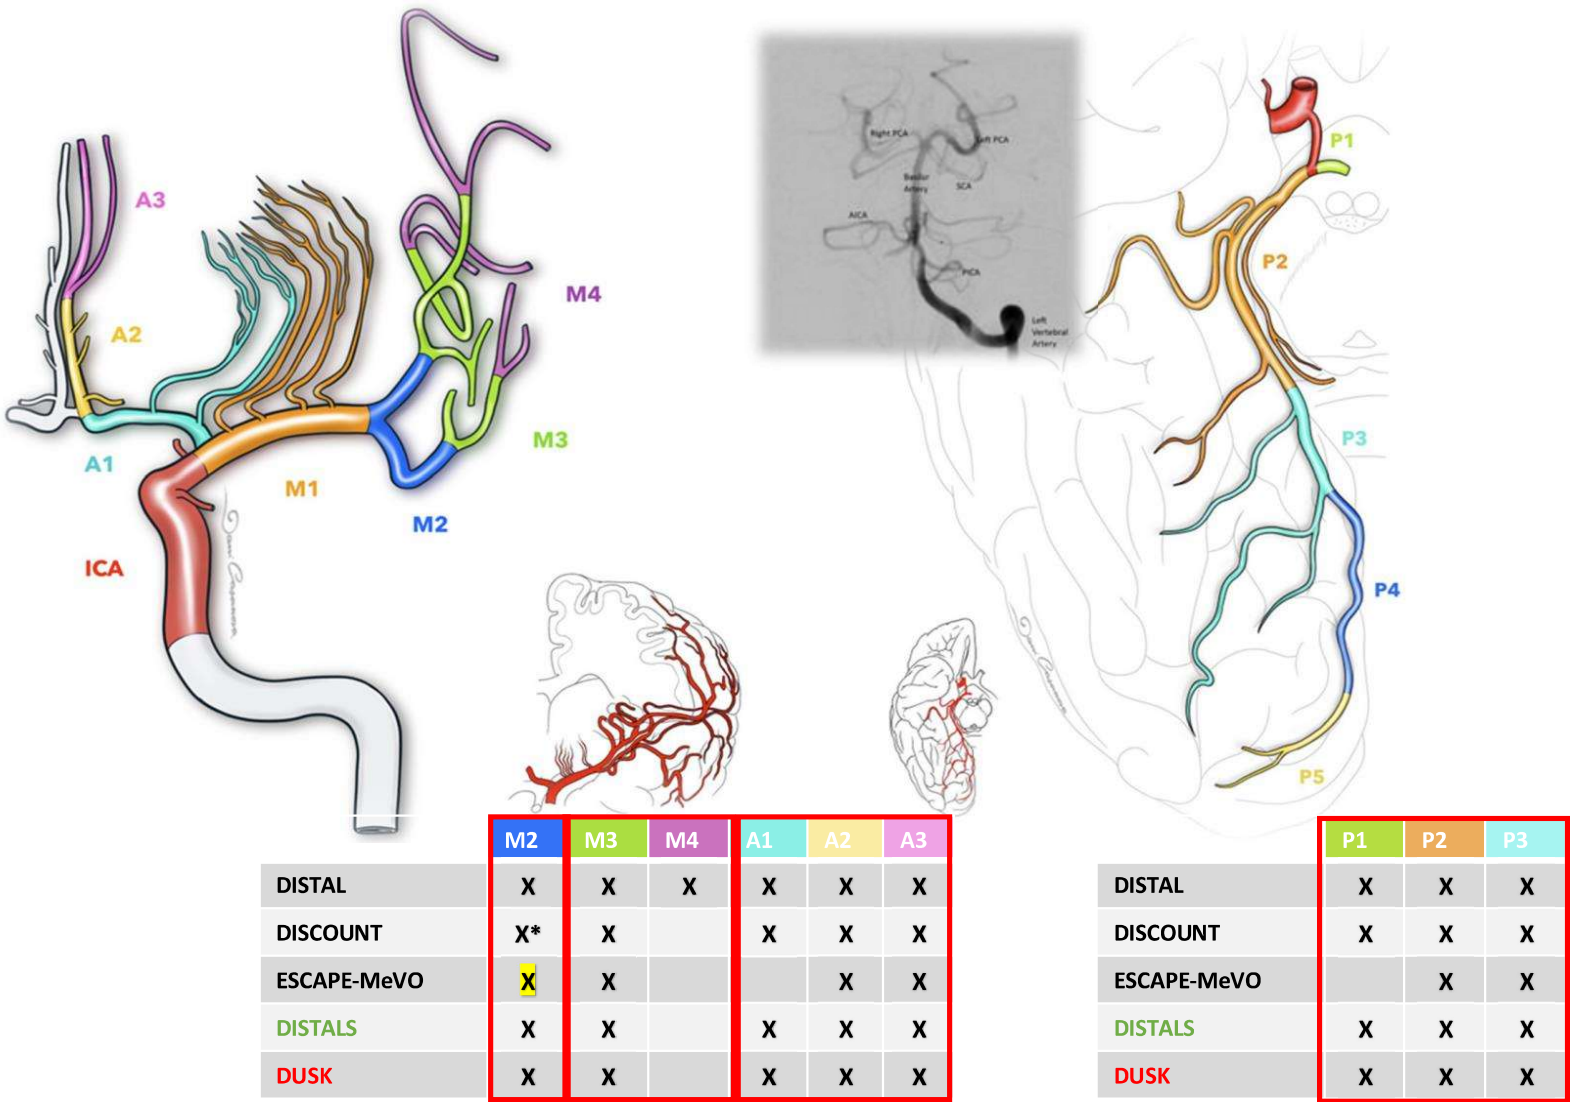 A3
A2
A1
ICA
M1
M2
M3
M4
Right PCA
Left PCA
Basilar
Artery
SCA
AICA
PICA
Left
Vertebral
Artery
P1
P2
P3
P4
P5
M2 M3 M4 A1 A2 A3
DISTAL X X X X X X
DISCOUNT X* X X X X
ESCAPE-MeVO X X X X
DISTALS X X X X X
DUSK X X X X X
P1 P2 P3
DISTAL X X X
DISCOUNT X X X
ESCAPE-MeVO X X
DISTALS X X X
DUSK X X X